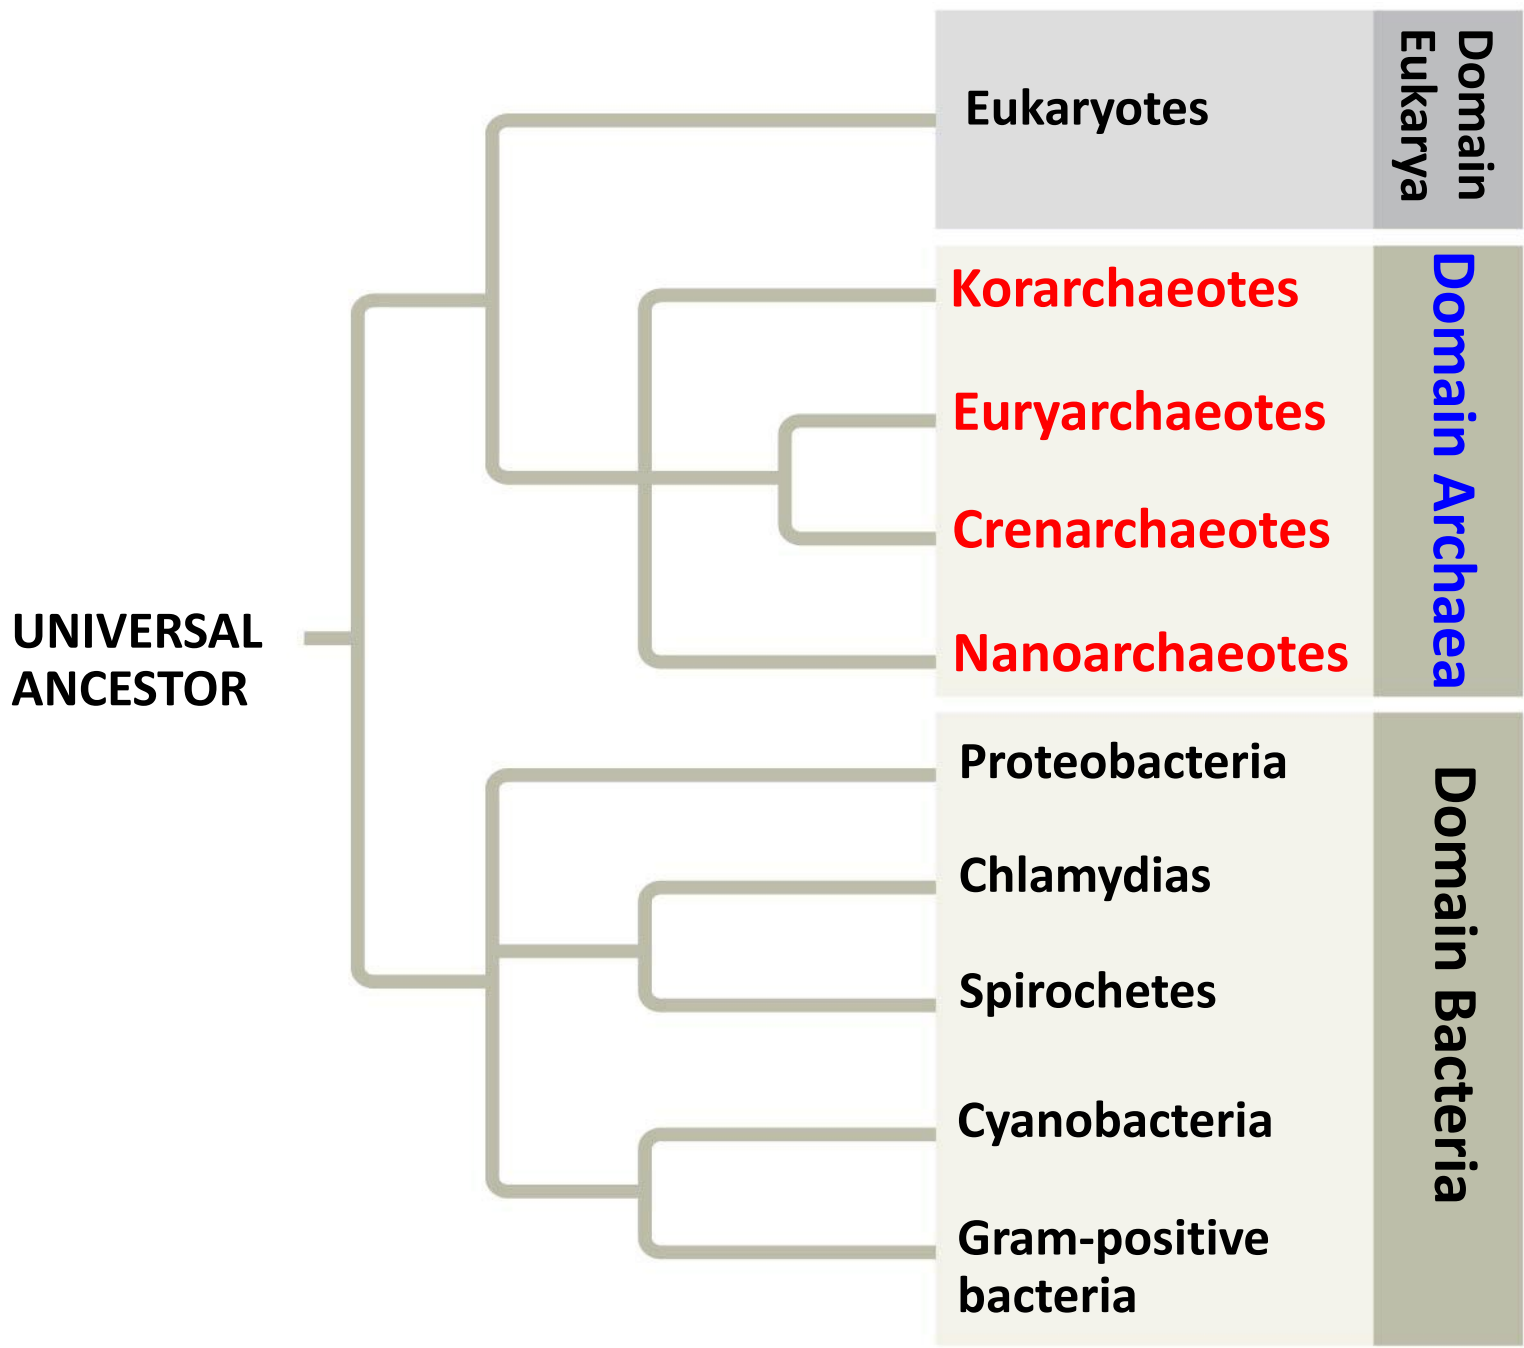 Eukaryotes
Domain
Eukarya
Korarchaeotes
Euryarchaeotes
Crenarchaeotes
Nanoarchaeotes
Domain Archaea
UNIVERSAL
ANCESTOR
Proteobacteria
Chlamydias
Spirochetes
Cyanobacteria
Gram-positive
bacteria
Domain Bacteria